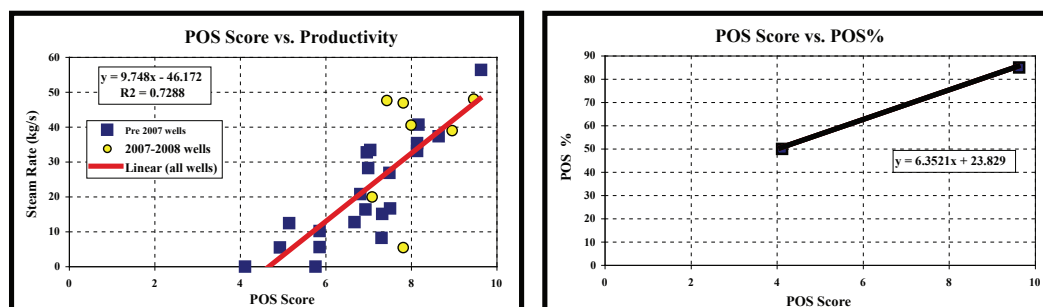 POS Score vs. Productivity
60
50
40
30
20
10
0
Steam Rate (kg/s)
y = 9.748x - 46.172
R2 = 0.7288
Pre 2007 wells
2007-2008 wells
Linear (all wells)
0 2 4 6 8 10
POS Score
POS Score vs. POS%
90
80
70
60
50
40
30
20
10
0
POS %
y = 6.3521x + 23.829
0 2 4 6 8 10
POS Score